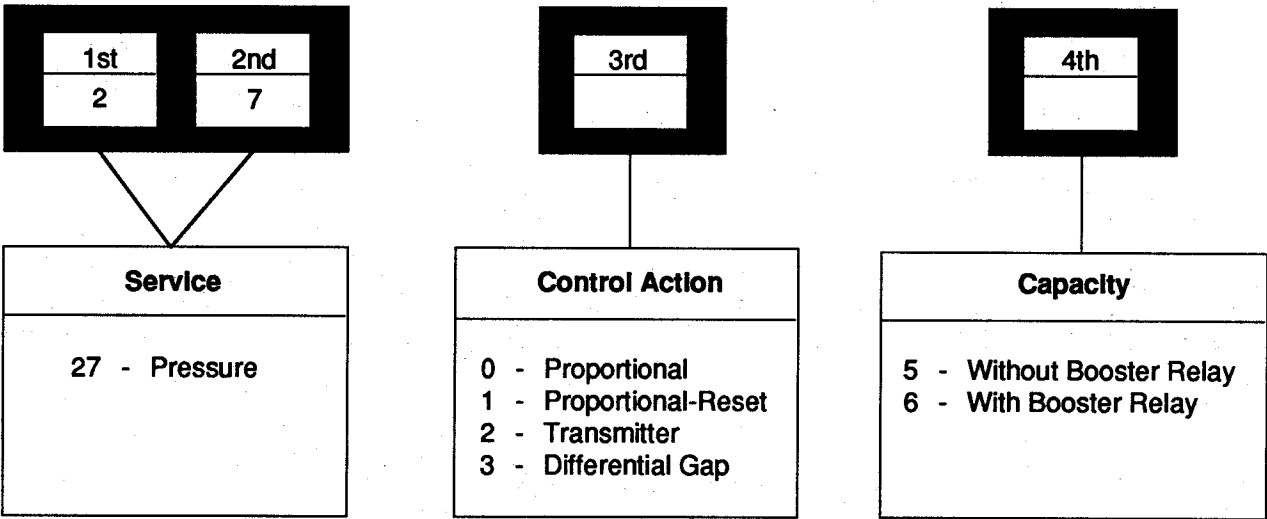 1st 2nd
2 7
3rd
4th
Service
27 - Pressure
Control Action
0 - Proportional
1 - Proportional-Reset
2 - Transmitter
3 - Differential Gap
Capacity
5 - Without Booster Relay
6 - With Booster Relay